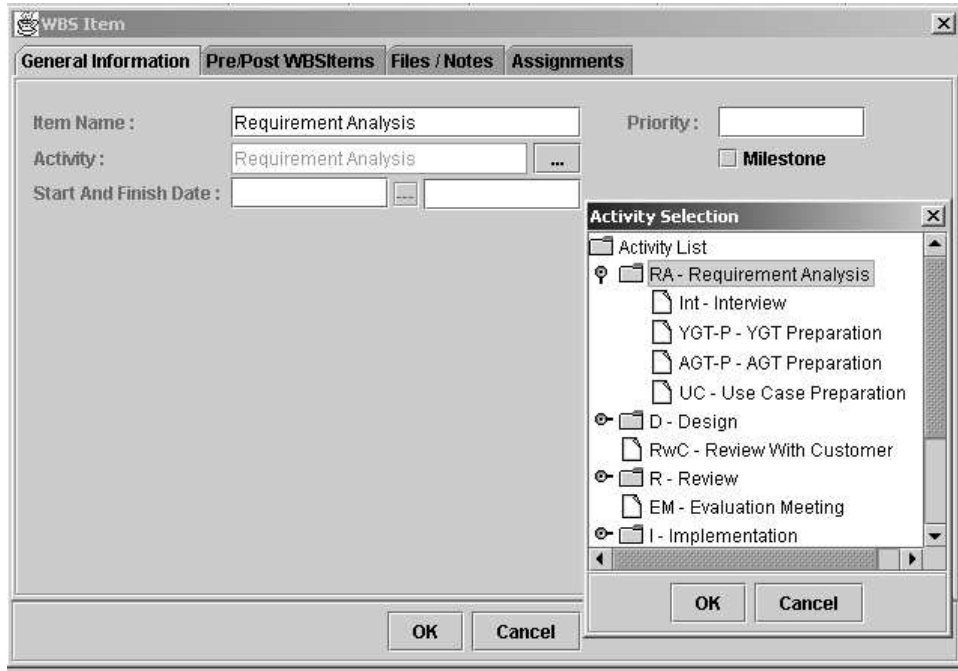 WBS Item
General Information Pre/Post WBSItems Files / Notes Assignments
Item Name : Requirement Analysis Priority :
Activity : Requirement Analysis ... Milestone
Start And Finish Date : ...
Activity Selection
Activity List
RA - Requirement Analysis
Int - Interview
YGT-P - YGT Preparation
AGT-P - AGT Preparation
UC - Use Case Preparation
D - Design
RwC - Review With Customer
R - Review
EM - Evaluation Meeting
I - Implementation
OK Cancel
OK Cancel